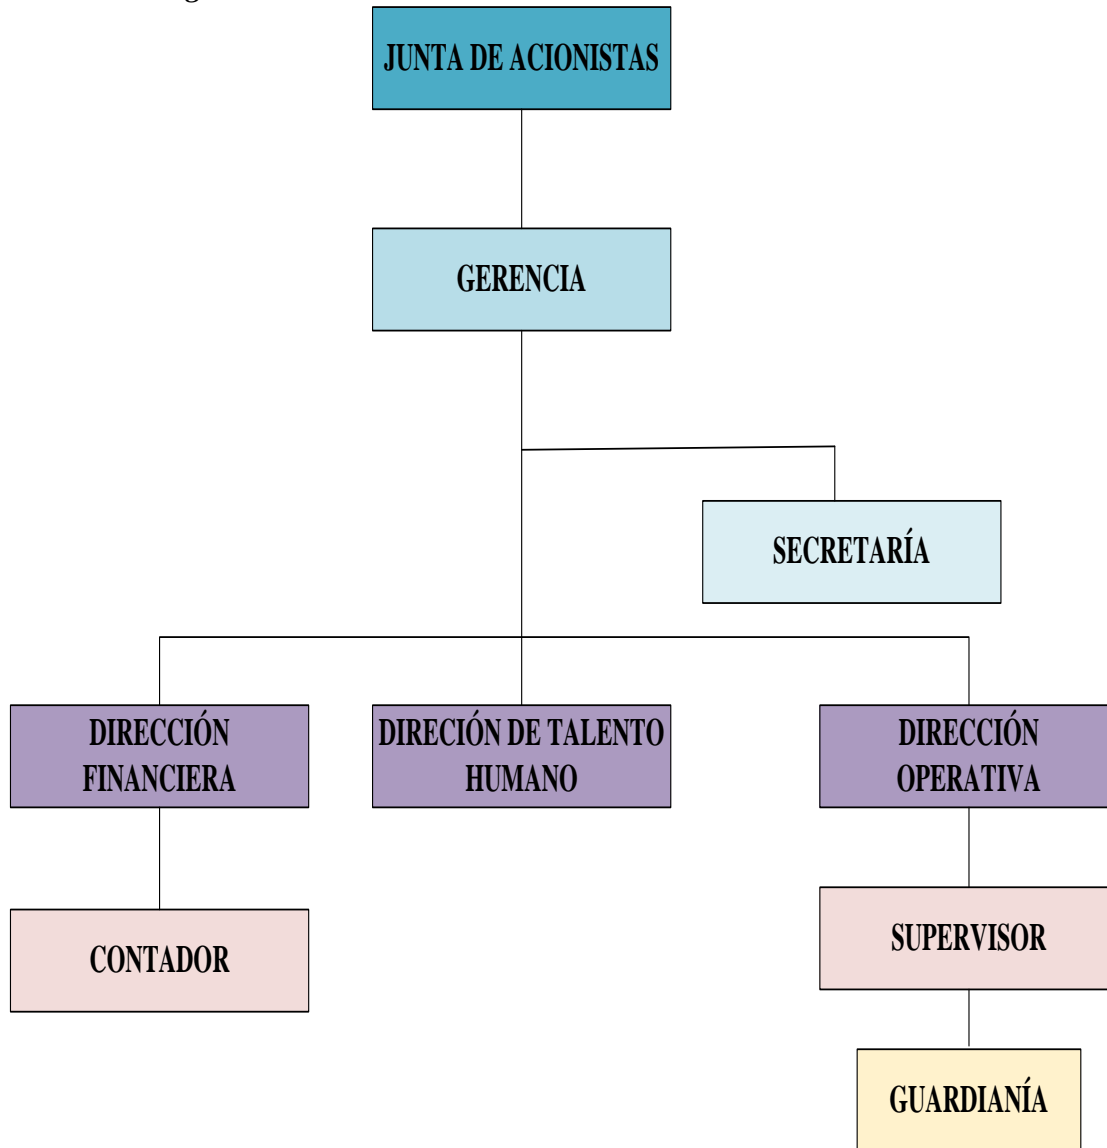 JUNTA DE ACIONISTAS
GERENCIA
SECRETARÍA
DIRECCIÓN
FINANCIERA
DIRECIÓN DE TALENTO
HUMANO
DIRECCIÓN
OPERATIVA
CONTADOR
SUPERVISOR
GUARDIANÍA